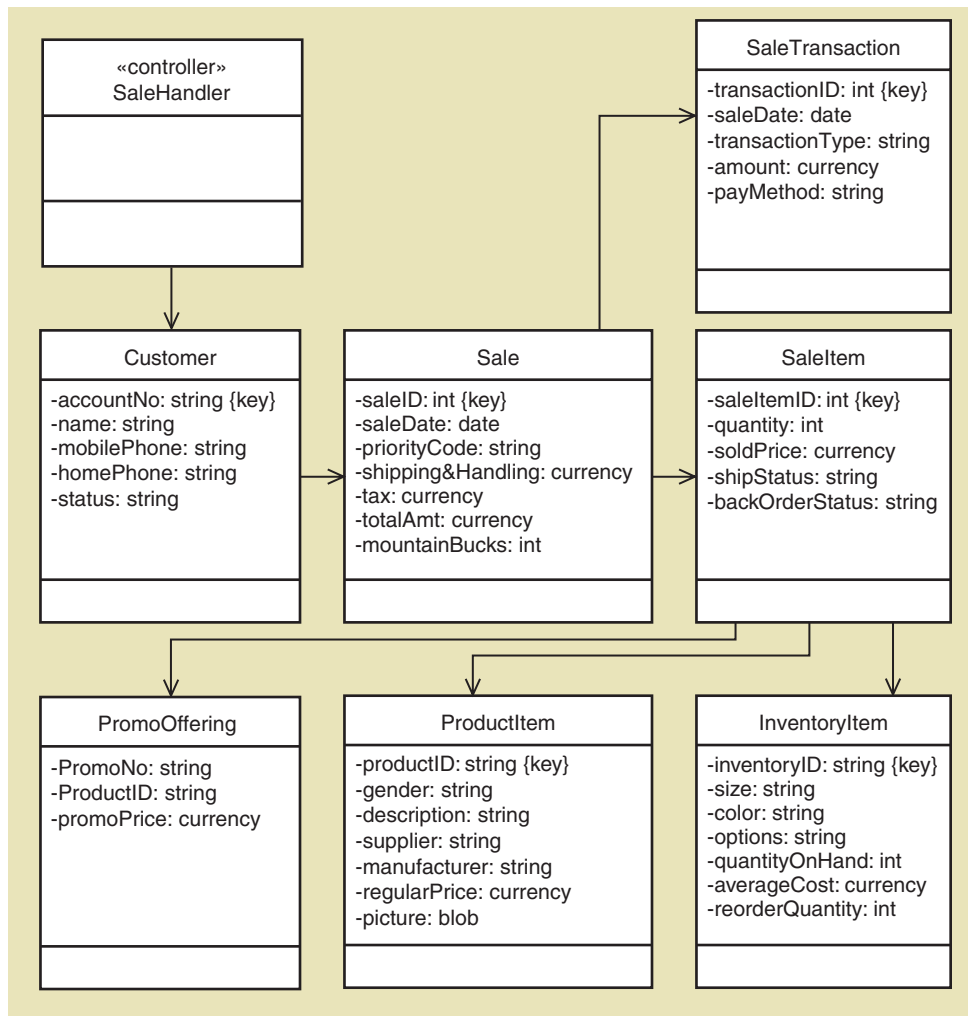 «controller»
SaleHandler
SaleTransaction
-transactionID: int {key}
-saleDate: date
-transactionType: string
-amount: currency
-payMethod: string
Customer
-accountNo: string {key}
-name: string
-mobilePhone: string
-homePhone: string
-status: string
Sale
-saleID: int {key}
-saleDate: date
-priorityCode: string
-shipping&Handling: currency
-tax: currency
-totalAmt: currency
-mountainBucks: int
SaleItem
-saleItemID: int {key}
-quantity: int
-soldPrice: currency
-shipStatus: string
-backOrderStatus: string
PromoOffering
-PromoNo: string
-ProductID: string
-promoPrice: currency
ProductItem
-productID: string {key}
-gender: string
-description: string
-supplier: string
-manufacturer: string
-regularPrice: currency
-picture: blob
InventoryItem
-inventoryID: string {key}
-size: string
-color: string
-options: string
-quantityOnHand: int
-averageCost: currency
-reorderQuantity: int